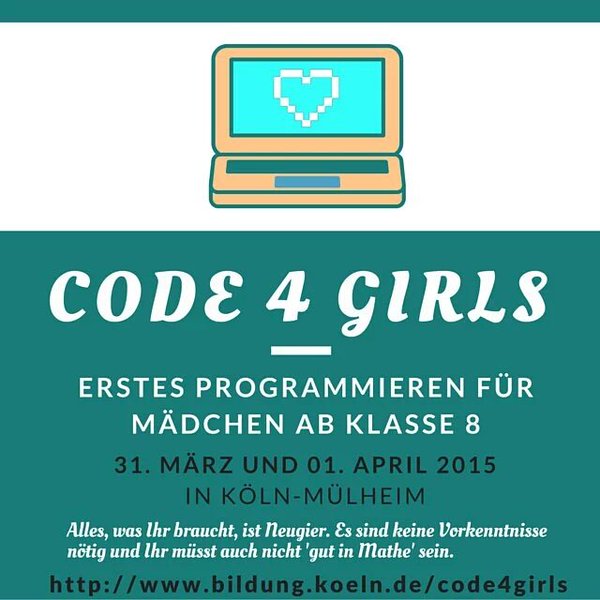 CODE 4 GIRLS
ERSTES PROGRAMMIEREN FÜR
MÄDCHEN AB KLASSE 8
31. MÄRZ UND 01. APRIL 2015
IN KÖLN-MÜLHEIM
Alles, was Ihr braucht, ist Neugier. Es sind keine Vorkenntnisse
nötig und Ihr müsst auch nicht 'gut in Mathe' sein.
http://www.bildung.koeln.de/code4girls